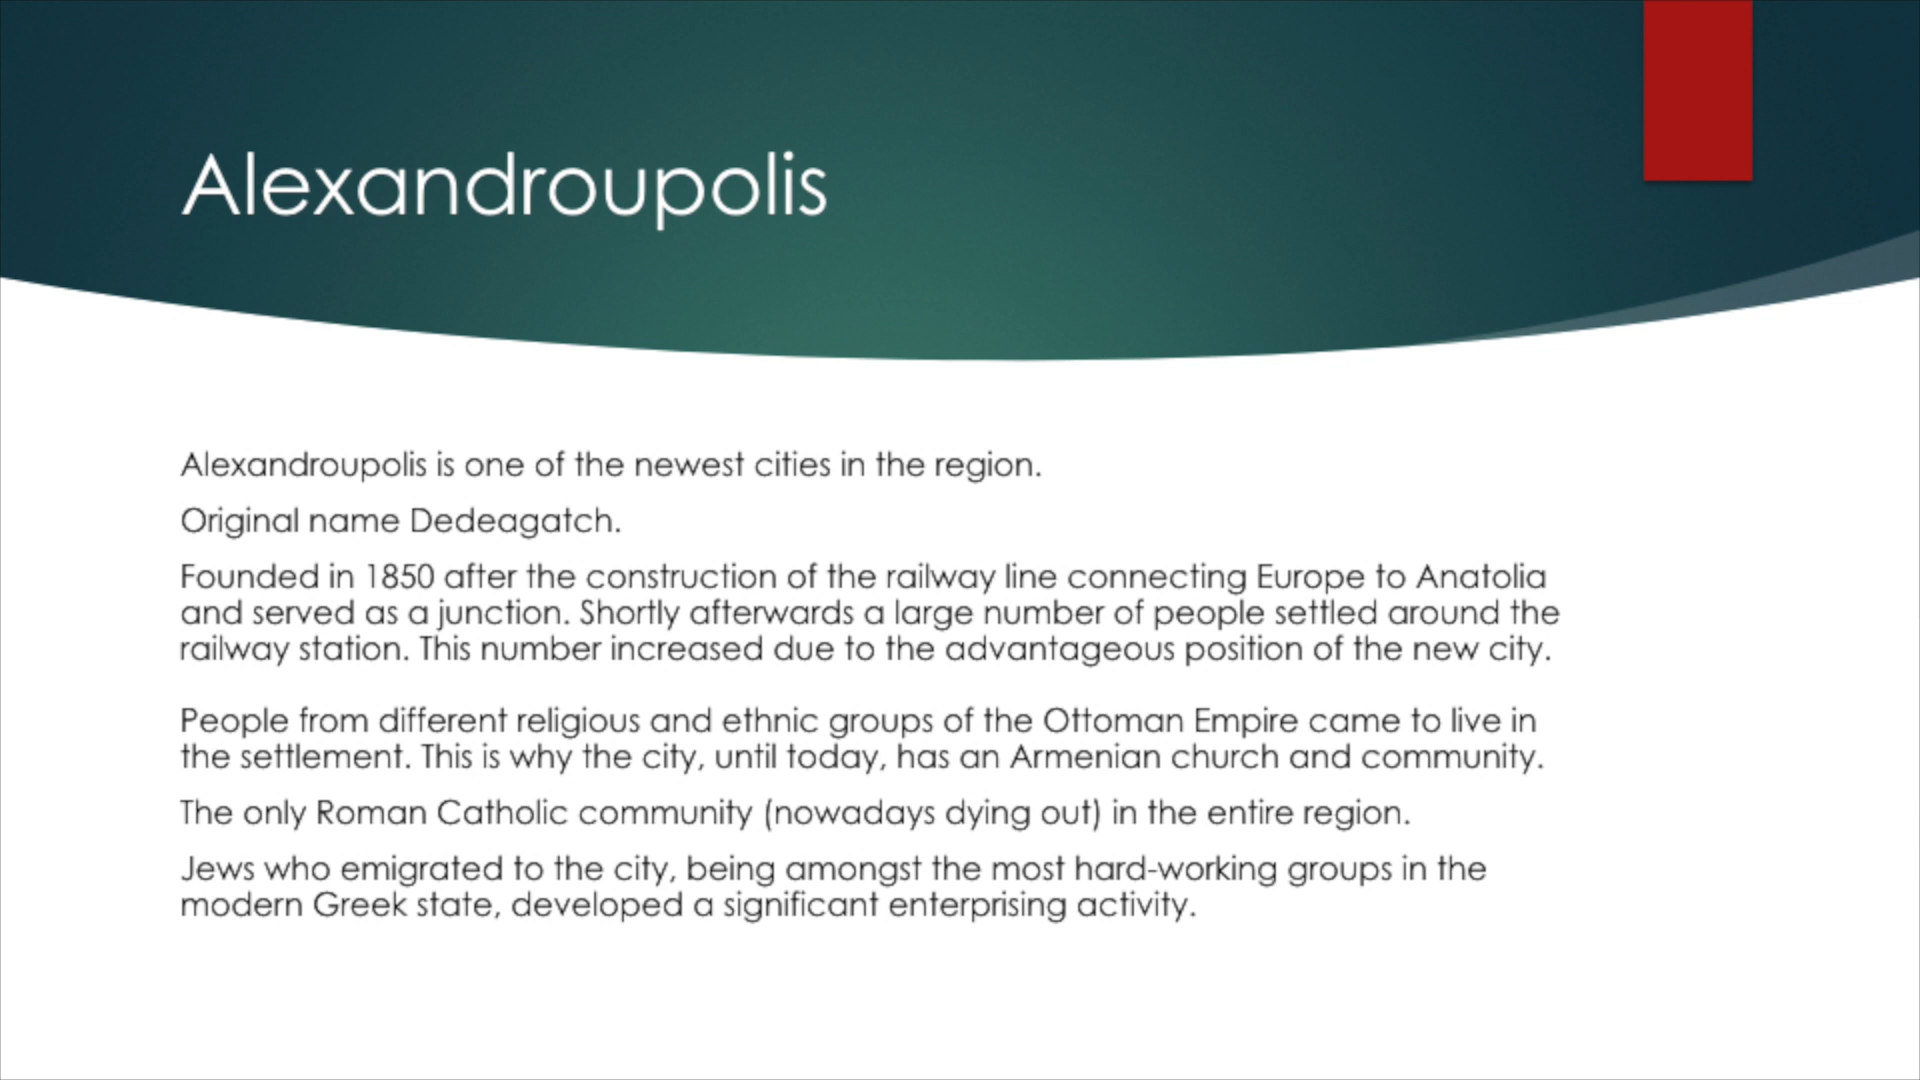 Alexandroupolis
Alexandroupolis is one of the newest cities in the region.
Original name Dedeagatch.
Founded in 1850 after the construction of the railway line connecting Europe to Anatolia
and served as a junction. Shortly afterwards a large number of people settled around the
railway station. This number increased due to the advantageous position of the new city.
People from different religious and ethnic groups of the Ottoman Empire came to live in
the settlement. This is why the city, until today, has an Armenian church and community.
The only Roman Catholic community (nowadays dying out) in the entire region.
Jews who emigrated to the city, being amongst the most hard-working groups in the
modern Greek state, developed a significant enterprising activity.